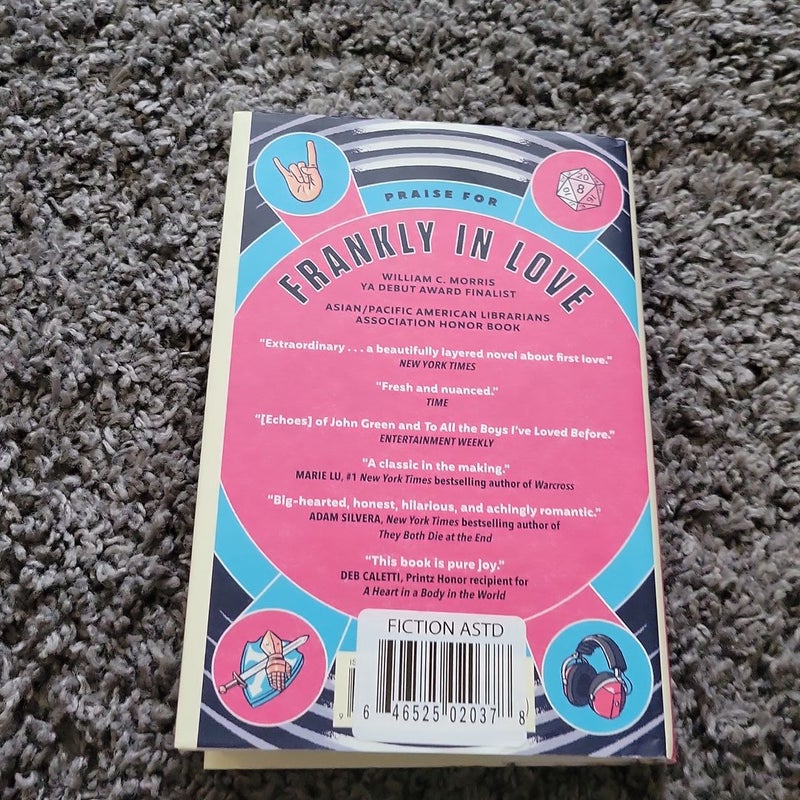 PRAISE FOR
FRANKLY IN LOVE
WILLIAM C. MORRIS
YA DEBUT AWARD FINALIST
ASIAN/PACIFIC AMERICAN LIBRARIANS
ASSOCIATION HONOR BOOK
"Extraordinary . . . a beautifully layered novel about first love."
NEW YORK TIMES
"Fresh and nuanced."
TIME
"[Echoes] of John Green and To All the Boys I've Loved Before."
ENTERTAINMENT WEEKLY
"A classic in the making."
MARIE LU, #1 New York Times bestselling author of Warcross
"Big-hearted, honest, hilarious, and achingly romantic."
ADAM SILVERA, New York Times bestselling author of
They Both Die at the End
"This book is pure joy."
DEB CALETTI, Printz Honor recipient for
A Heart in a Body in the World
FICTION ASTD
6 46525 02037 8
20
8